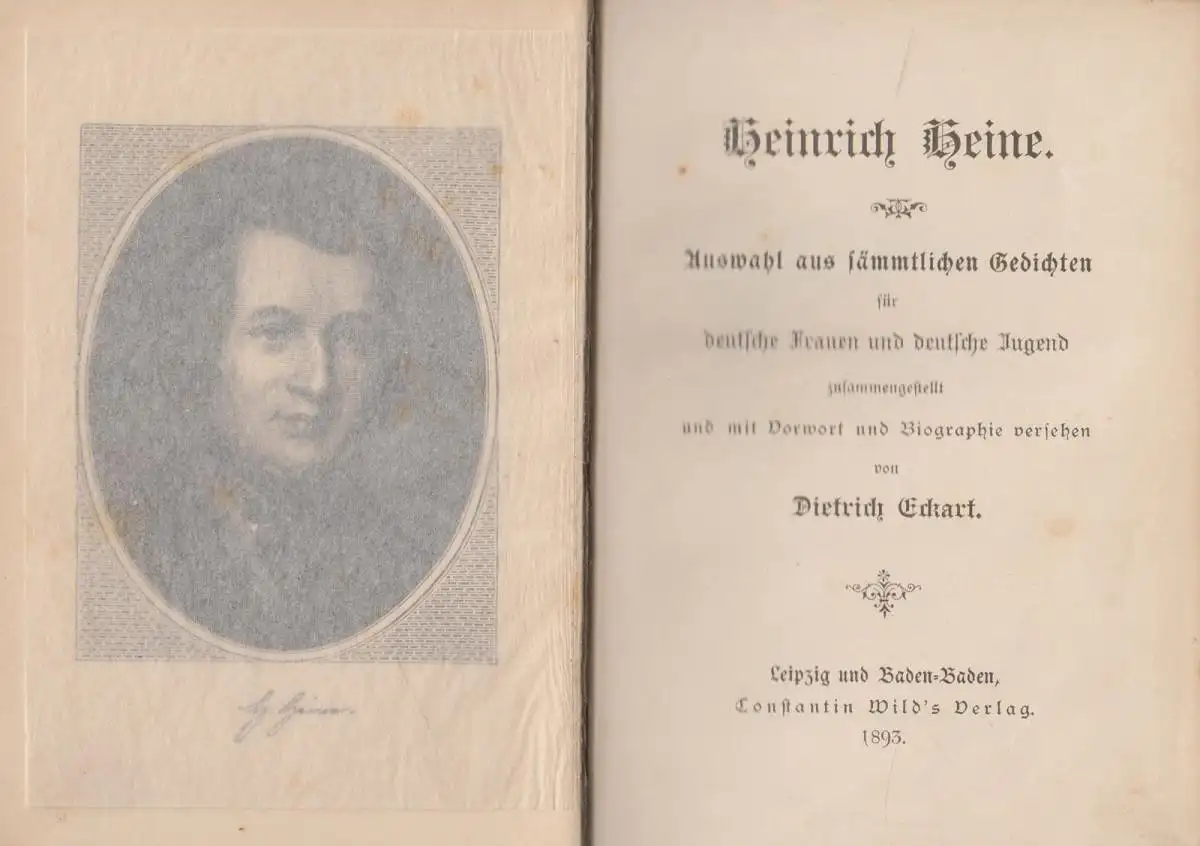 Heinrich Heine.
Auswahl aus sämmtlichen Gedichten
für
deutsche Frauen und deutsche Jugend
zusammengestellt
und mit Vorwort und Biographie versehen
von
Dietrich Eckart.
Leipzig und Baden-Baden,
Constantin Wild's Verlag.
1893.
H. Heine.